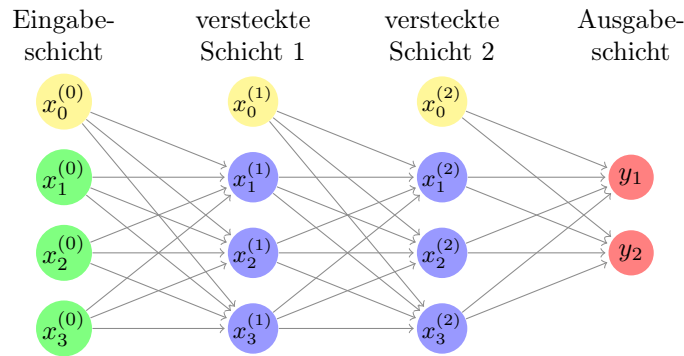 Eingabe-
schicht
versteckte
Schicht 1
versteckte
Schicht 2
Ausgabe-
schicht
x_0^{(0)} x_0^{(1)} x_0^{(2)}
x_1^{(0)} x_1^{(1)} x_1^{(2)} y_1
x_2^{(0)} x_2^{(1)} x_2^{(2)} y_2
x_3^{(0)} x_3^{(1)} x_3^{(2)}